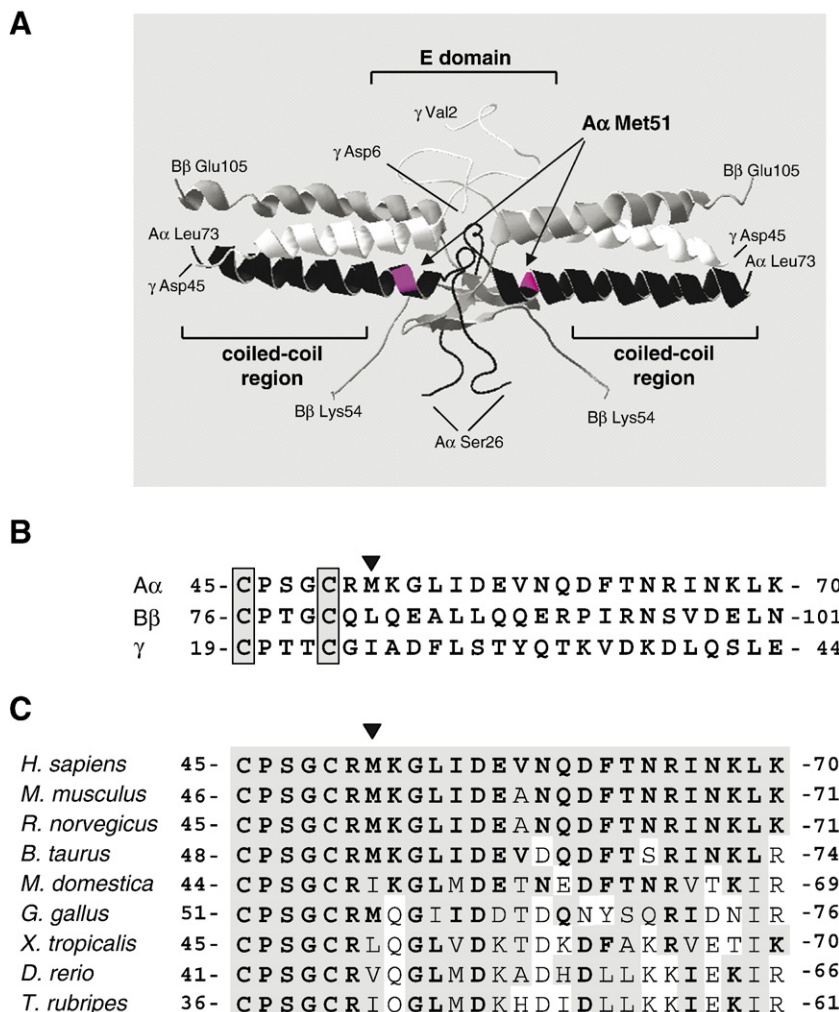 A
E domain
γ Val2
Aα Met51
γ Asp6
Bβ Glu105
Bβ Glu105
Aα Leu73
γ Asp45
γ Asp45
Aα Leu73
coiled-coil
region
coiled-coil
region
Bβ Lys54
Bβ Lys54
Aα Ser26
B
Aα 45- C P S G C R M K G L I D E V N Q D F T N R I N K L K - 70
Bβ 76- C P T G C Q L Q E A L L Q Q E R P I R N S V D E L N -101
γ 19- C P T T C G I A D F L S T Y Q T K V D K D L Q S L E - 44
C
H. sapiens 45- C P S G C R M K G L I D E V N Q D F T N R I N K L K -70
M. musculus 46- C P S G C R M K G L I D E A N Q D F T N R I N K L K -71
R. norvegicus 45- C P S G C R M K G L I D E A N Q D F T N R I N K L K -71
B. taurus 48- C P S G C R M K G L I D E V D Q D F T S R I N K L R -74
M. domestica 44- C P S G C R I K G L M D E T N E D F T N R V T K I R -69
G. gallus 51- C P S G C R M Q G I I D D T D Q N Y S Q R I D N I R -76
X. tropicalis 45- C P S G C R L Q G L V D K T D K D F A K R V E T I K -70
D. rerio 41- C P S G C R V Q G L M D K A D H D L L K K I E K I R -66
T. rubripes 36- C P S G C R I Q G L M D K H D I D L L K K I E K I R -61